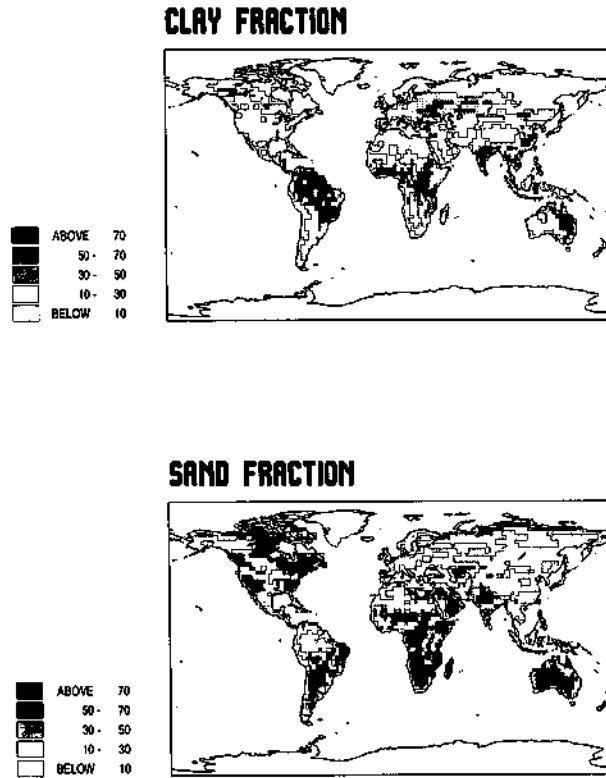 CLAY FRACTION
ABOVE 70
50 - 70
30 - 50
10 - 30
BELOW 10
SAND FRACTION
ABOVE 70
50 - 70
30 - 50
10 - 30
BELOW 10